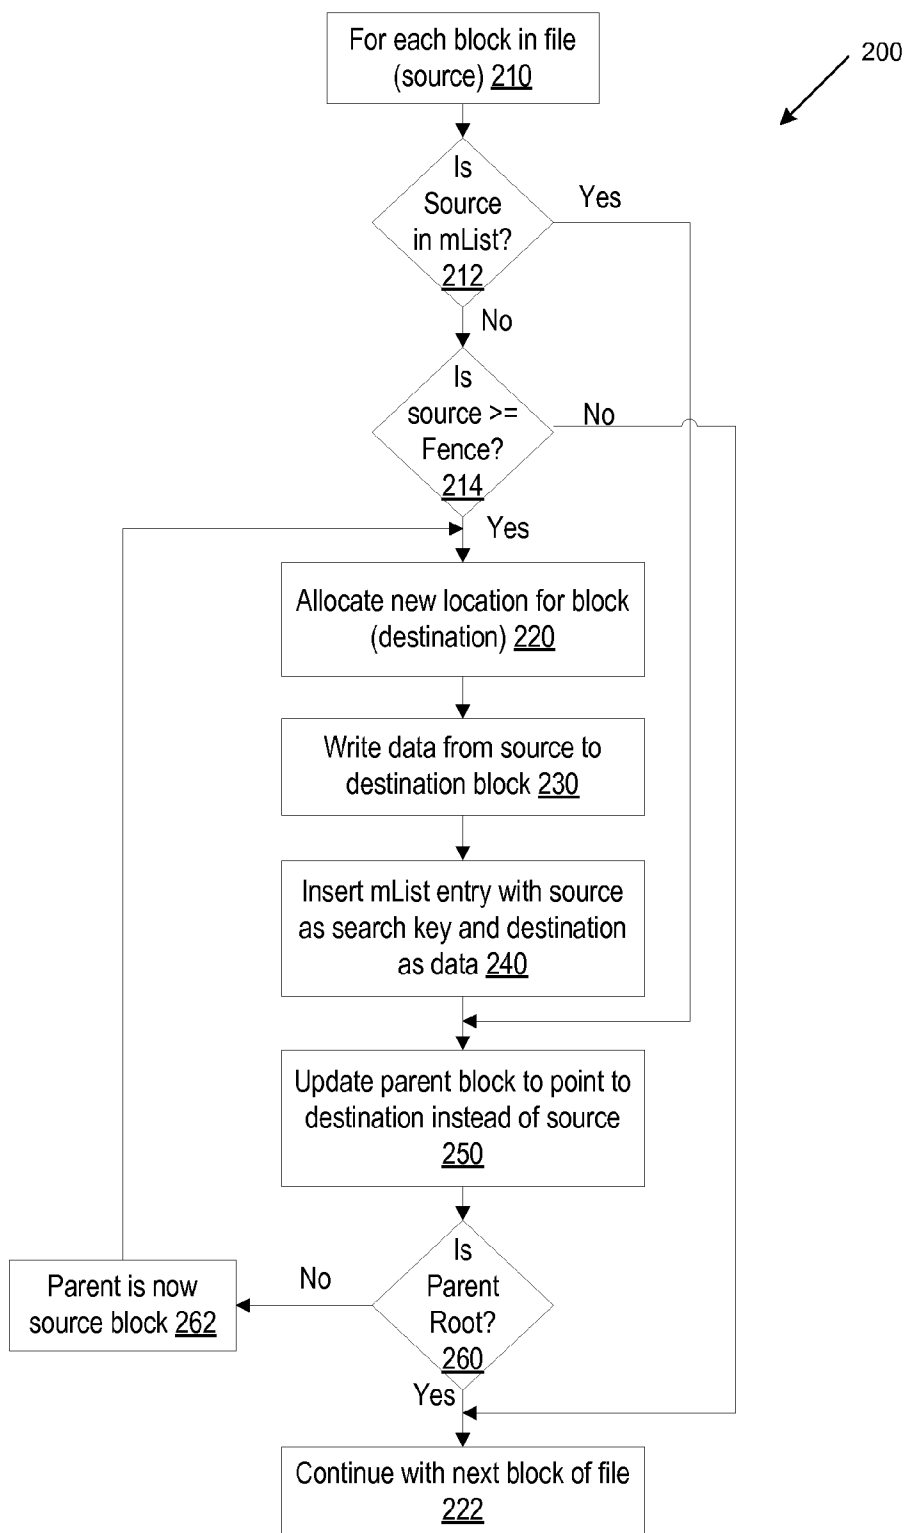 For each block in file
(source) 210
200
Is
Source
in mList?
212
Yes
No
Is
source >=
Fence?
214
No
Yes
Allocate new location for block
(destination) 220
Write data from source to
destination block 230
Insert mList entry with source
as search key and destination
as data 240
Update parent block to point to
destination instead of source
250
Is
Parent
Root?
260
No
Parent is now
source block 262
Yes
Continue with next block of file
222